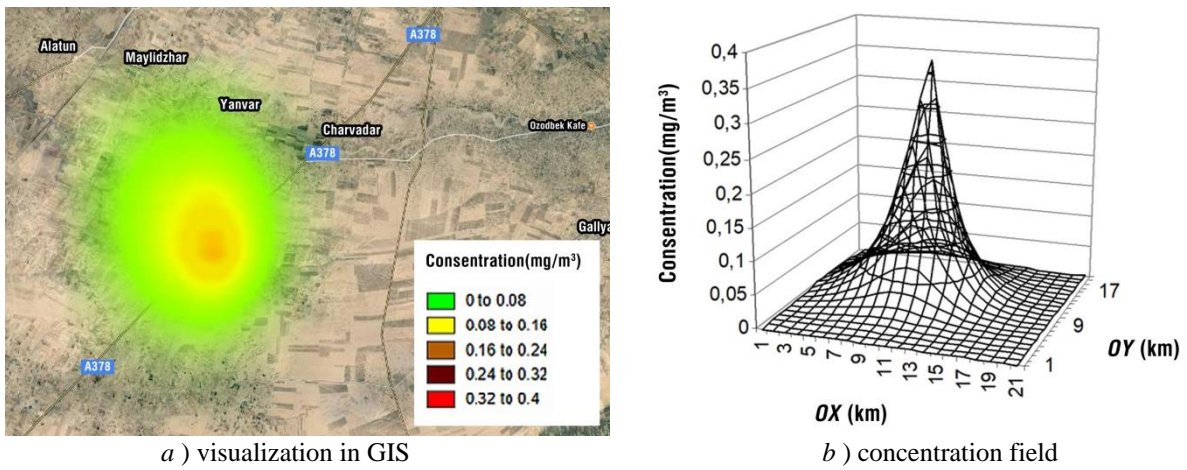 Alatun
Maylidzhar
A378
Yanvar
Charvadar
Ozodbek Kafe
A378
Gallya
A378
Consentration(mg/m³)
0 to 0.08
0.08 to 0.16
0.16 to 0.24
0.24 to 0.32
0.32 to 0.4
a ) visualization in GIS
Consentration(mg/m³)
0,4
0,35
0,3
0,25
0,2
0,15
0,1
0,05
0
1 3 5 7 9 11 13 15 17 19 21
OX (km)
17
9
1
OY (km)
b ) concentration field